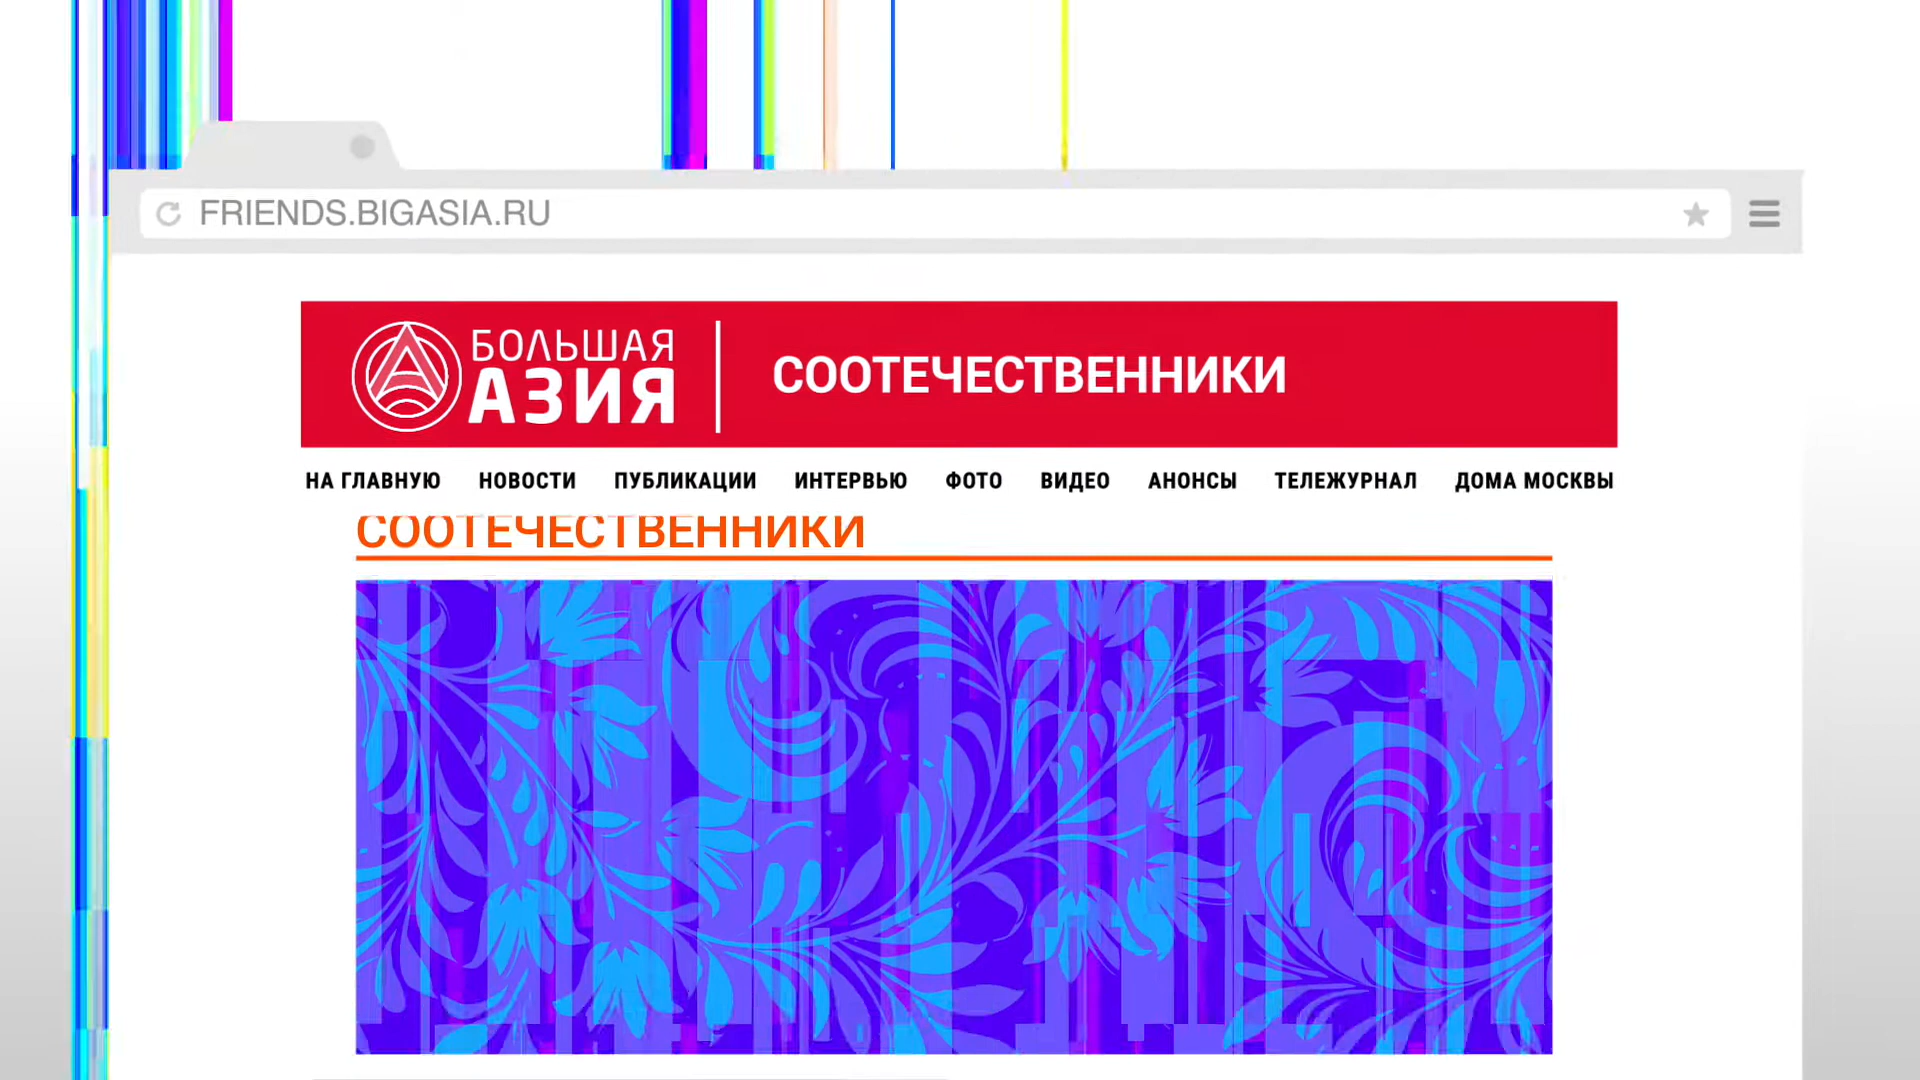 FRIENDS.BIGASIA.RU
БОЛЬШАЯ
АЗИЯ
СООТЕЧЕСТВЕННИКИ
НА ГЛАВНУЮ НОВОСТИ ПУБЛИКАЦИИ ИНТЕРВЬЮ ФОТО ВИДЕО АНОНСЫ ТЕЛЕЖУРНАЛ ДОМА МОСКВЫ
СООТЕЧЕСТВЕННИКИ